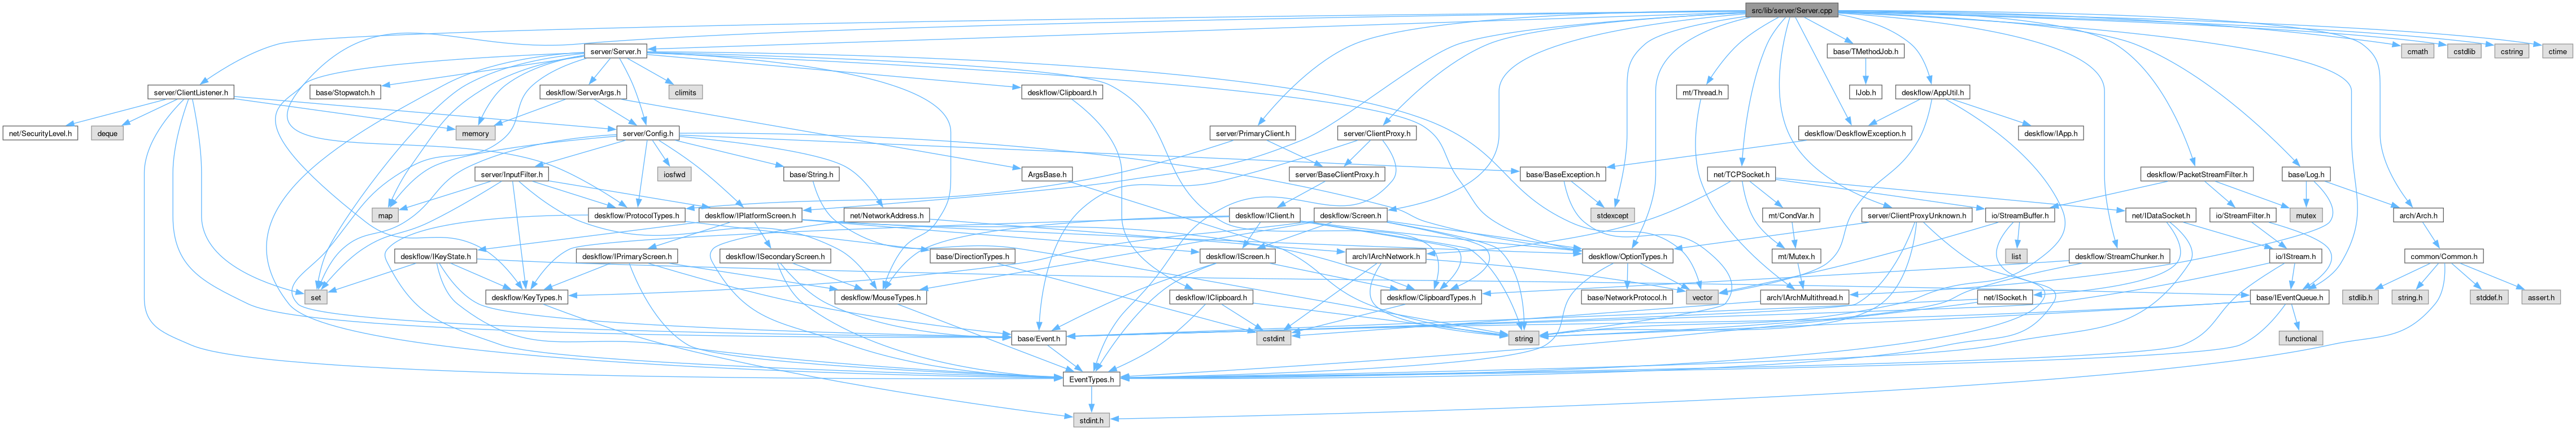 src/lib/server/Server.cpp
server/Server.h
base/TMethodJob.h
cmath
cstdlib
cstring
ctime
server/ClientListener.h
base/Stopwatch.h
deskflow/ServerArgs.h
climits
deskflow/Clipboard.h
mt/Thread.h
IJob.h
deskflow/AppUtil.h
net/SecurityLevel.h
deque
memory
server/Config.h
server/PrimaryClient.h
server/ClientProxy.h
deskflow/DeskflowException.h
deskflow/IApp.h
server/InputFilter.h
iosfwd
base/String.h
ArgsBase.h
server/BaseClientProxy.h
base/BaseException.h
net/TCPSocket.h
deskflow/PacketStreamFilter.h
base/Log.h
map
deskflow/ProtocolTypes.h
deskflow/IPlatformScreen.h
net/NetworkAddress.h
deskflow/IClient.h
deskflow/Screen.h
stdexcept
mt/CondVar.h
server/ClientProxyUnknown.h
io/StreamBuffer.h
net/IDataSocket.h
io/StreamFilter.h
mutex
arch/Arch.h
deskflow/IKeyState.h
deskflow/IPrimaryScreen.h
deskflow/ISecondaryScreen.h
base/DirectionTypes.h
deskflow/IScreen.h
arch/IArchNetwork.h
deskflow/OptionTypes.h
mt/Mutex.h
list
deskflow/StreamChunker.h
io/IStream.h
common/Common.h
set
deskflow/KeyTypes.h
deskflow/MouseTypes.h
deskflow/IClipboard.h
deskflow/ClipboardTypes.h
base/NetworkProtocol.h
vector
arch/IArchMultithread.h
net/ISocket.h
base/IEventQueue.h
stdlib.h
string.h
stddef.h
assert.h
base/Event.h
cstdint
string
functional
EventTypes.h
stdint.h